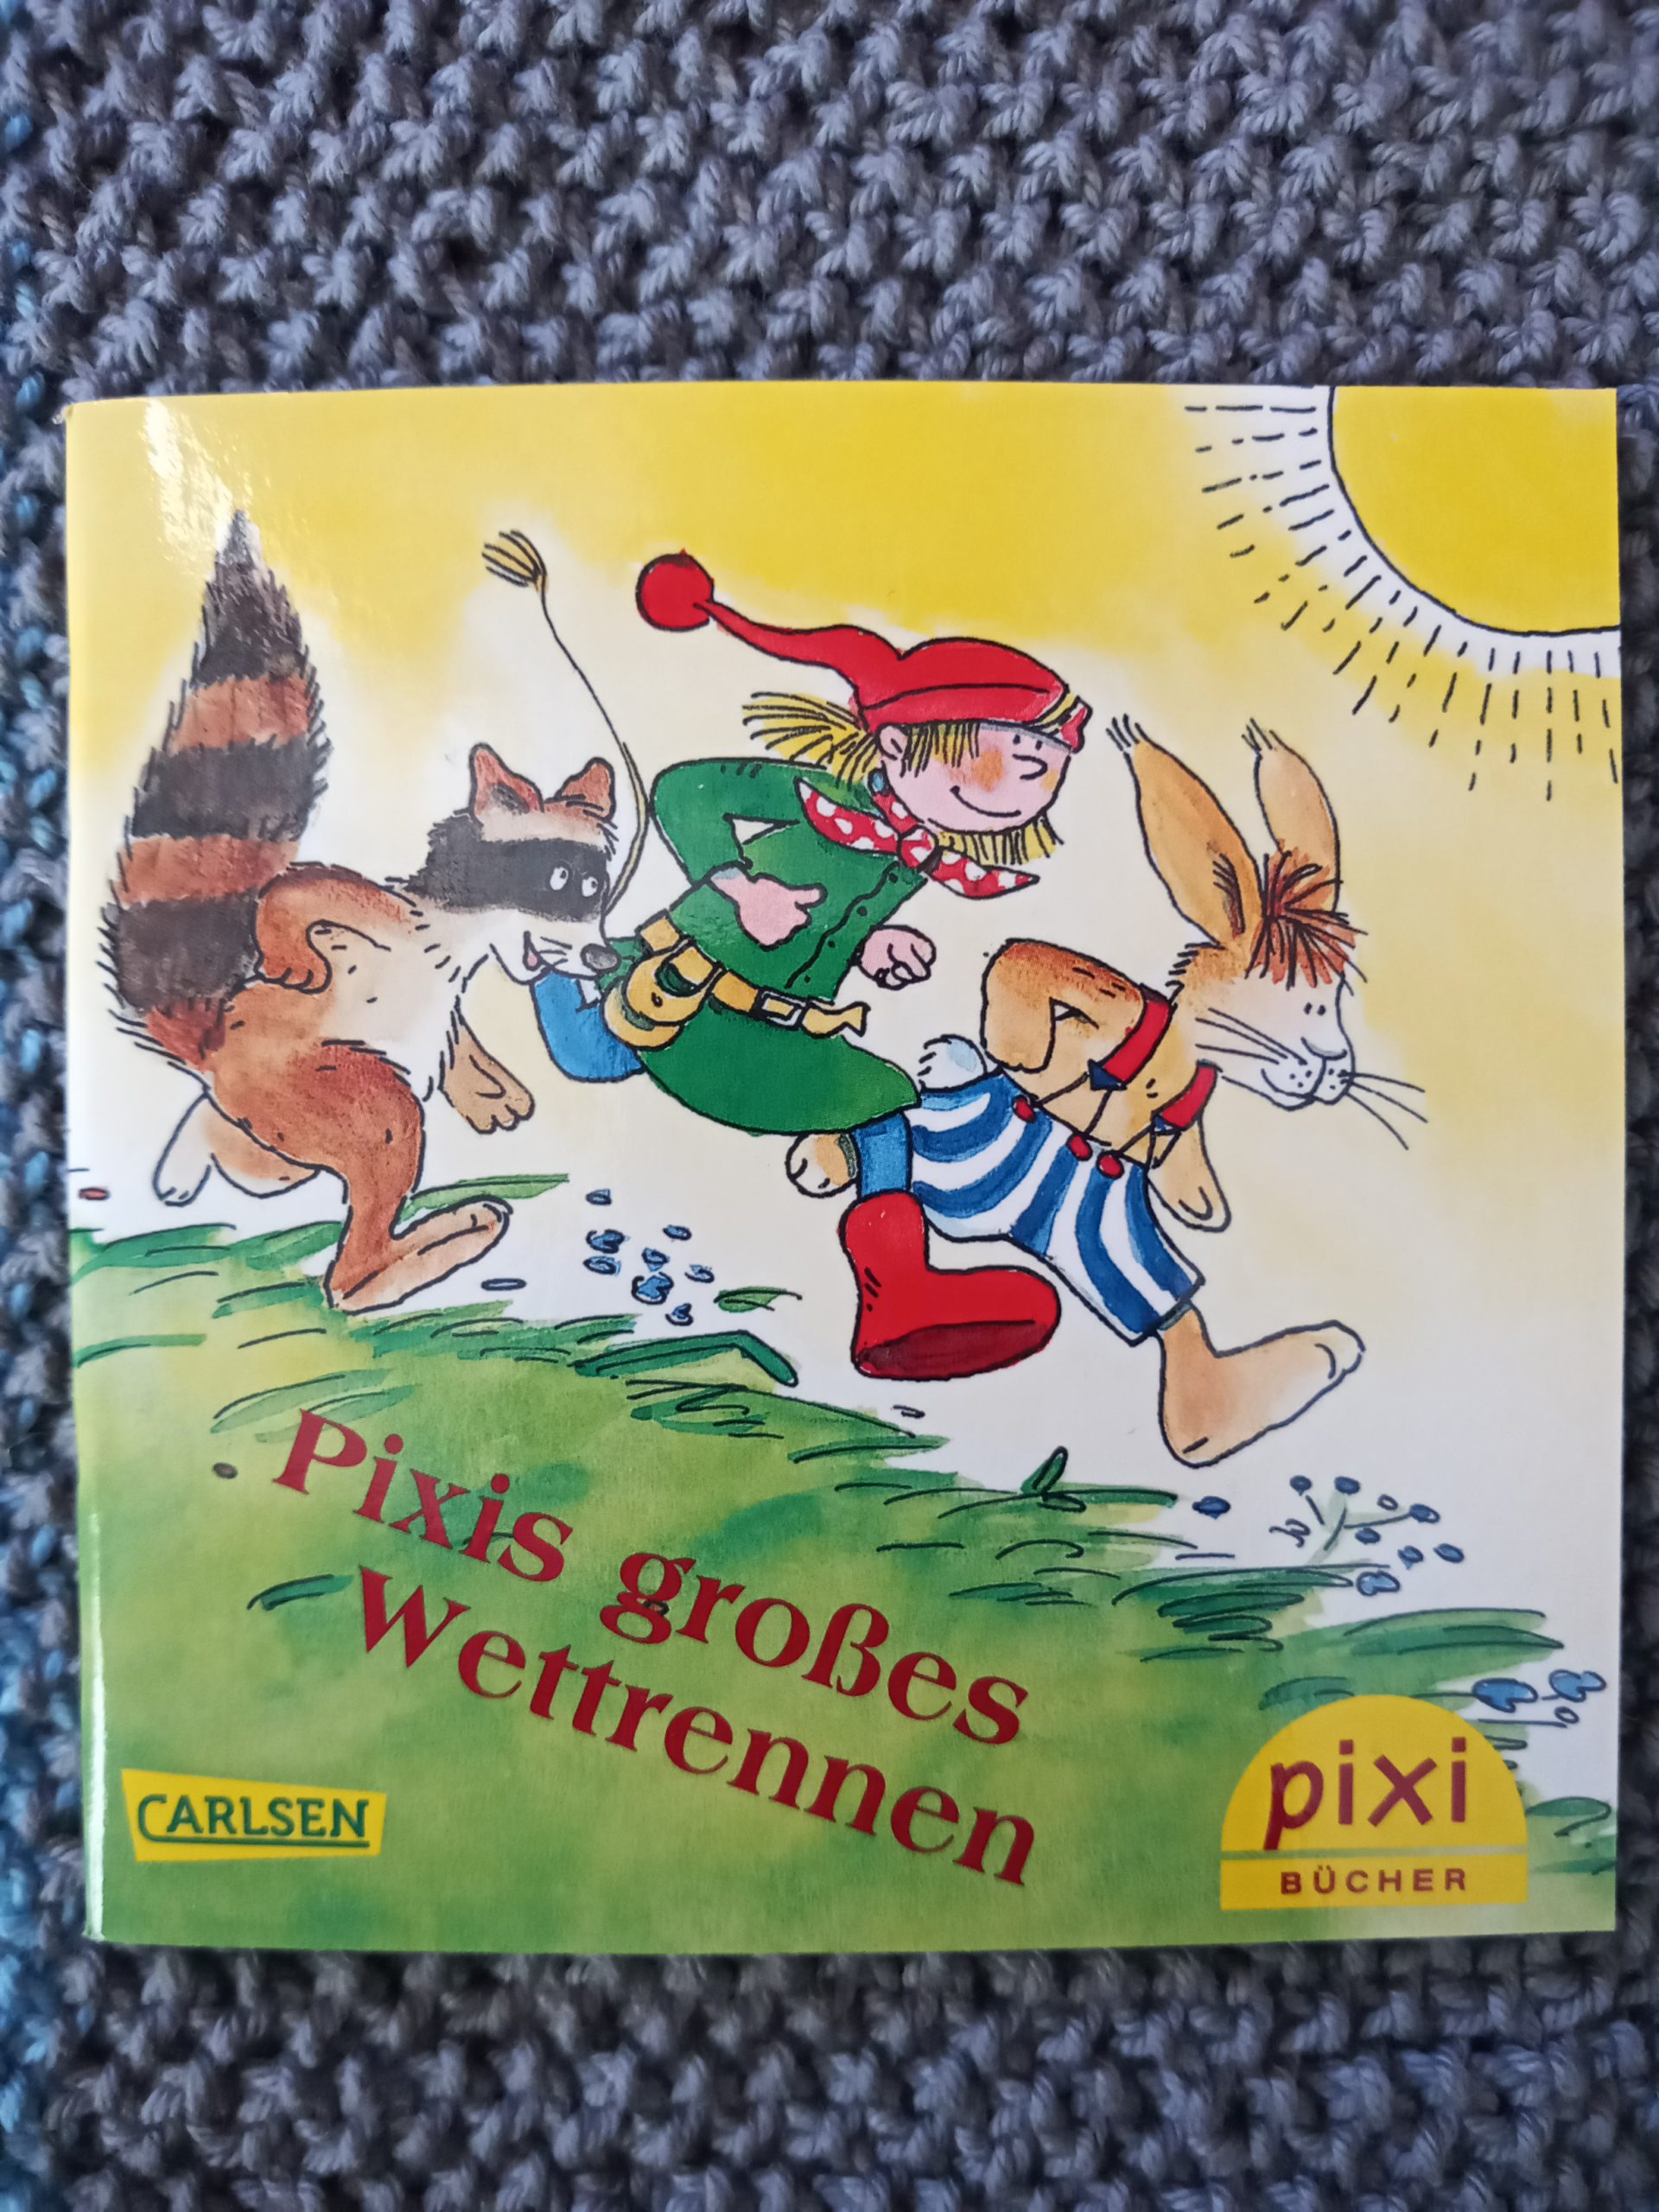 Pixis großes
Wettrennen
CARLSEN
pixi
BÜCHER